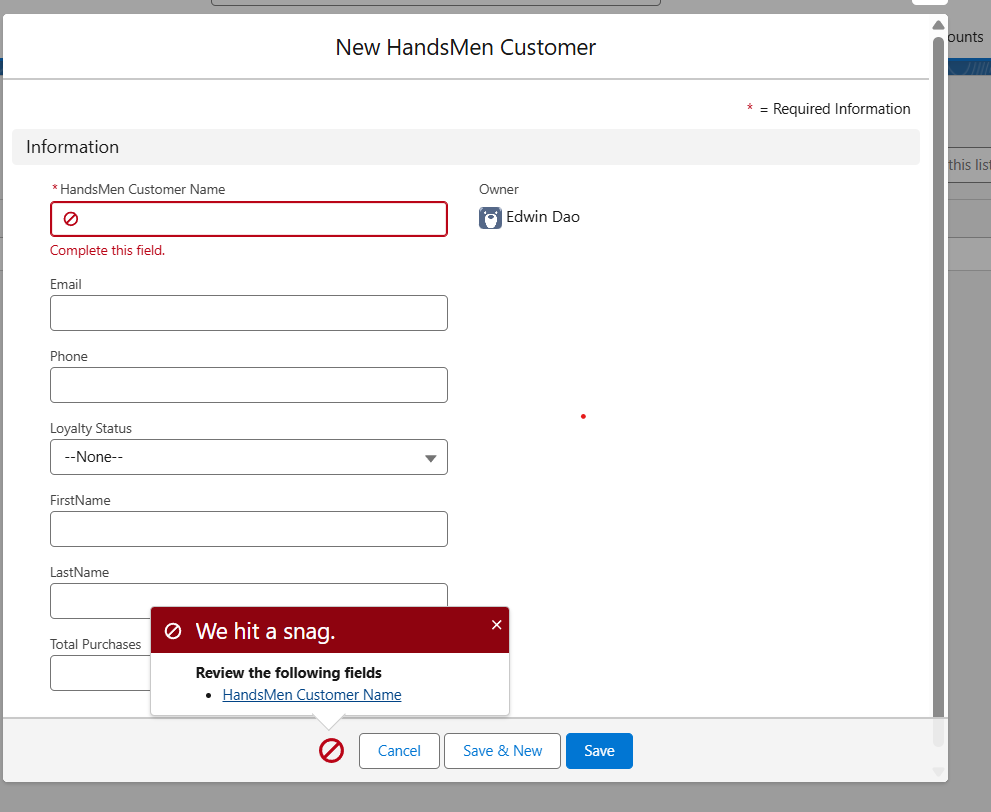 New HandsMen Customer
ounts
* = Required Information
Information
this list
*HandsMen Customer Name
Owner
Edwin Dao
Complete this field.
Email
Phone
Loyalty Status
--None--
FirstName
LastName
Total Purchases
We hit a snag.
Review the following fields
• HandsMen Customer Name
Cancel
Save & New
Save